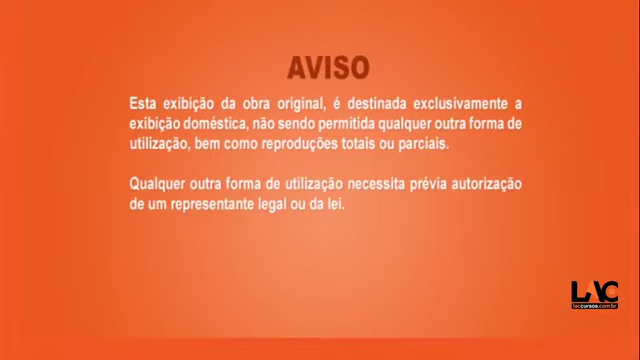 AVISO
Esta exibição da obra original, é destinada exclusivamente a
exibição doméstica, não sendo permitida qualquer outra forma de
utilização, bem como reproduções totais ou parciais.
Qualquer outra forma de utilização necessita prévia autorização
de um representante legal ou da lei.
LAC
laccursos.com.br